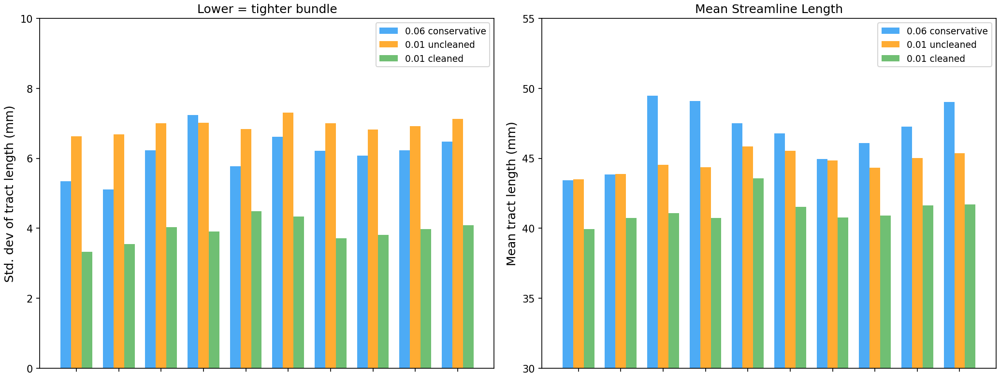 Lower = tighter bundle
Std. dev of tract length (mm)
10
8
6
4
2
0
0.06 conservative
0.01 uncleaned
0.01 cleaned
Mean Streamline Length
Mean tract length (mm)
55
50
45
40
35
30
0.06 conservative
0.01 uncleaned
0.01 cleaned